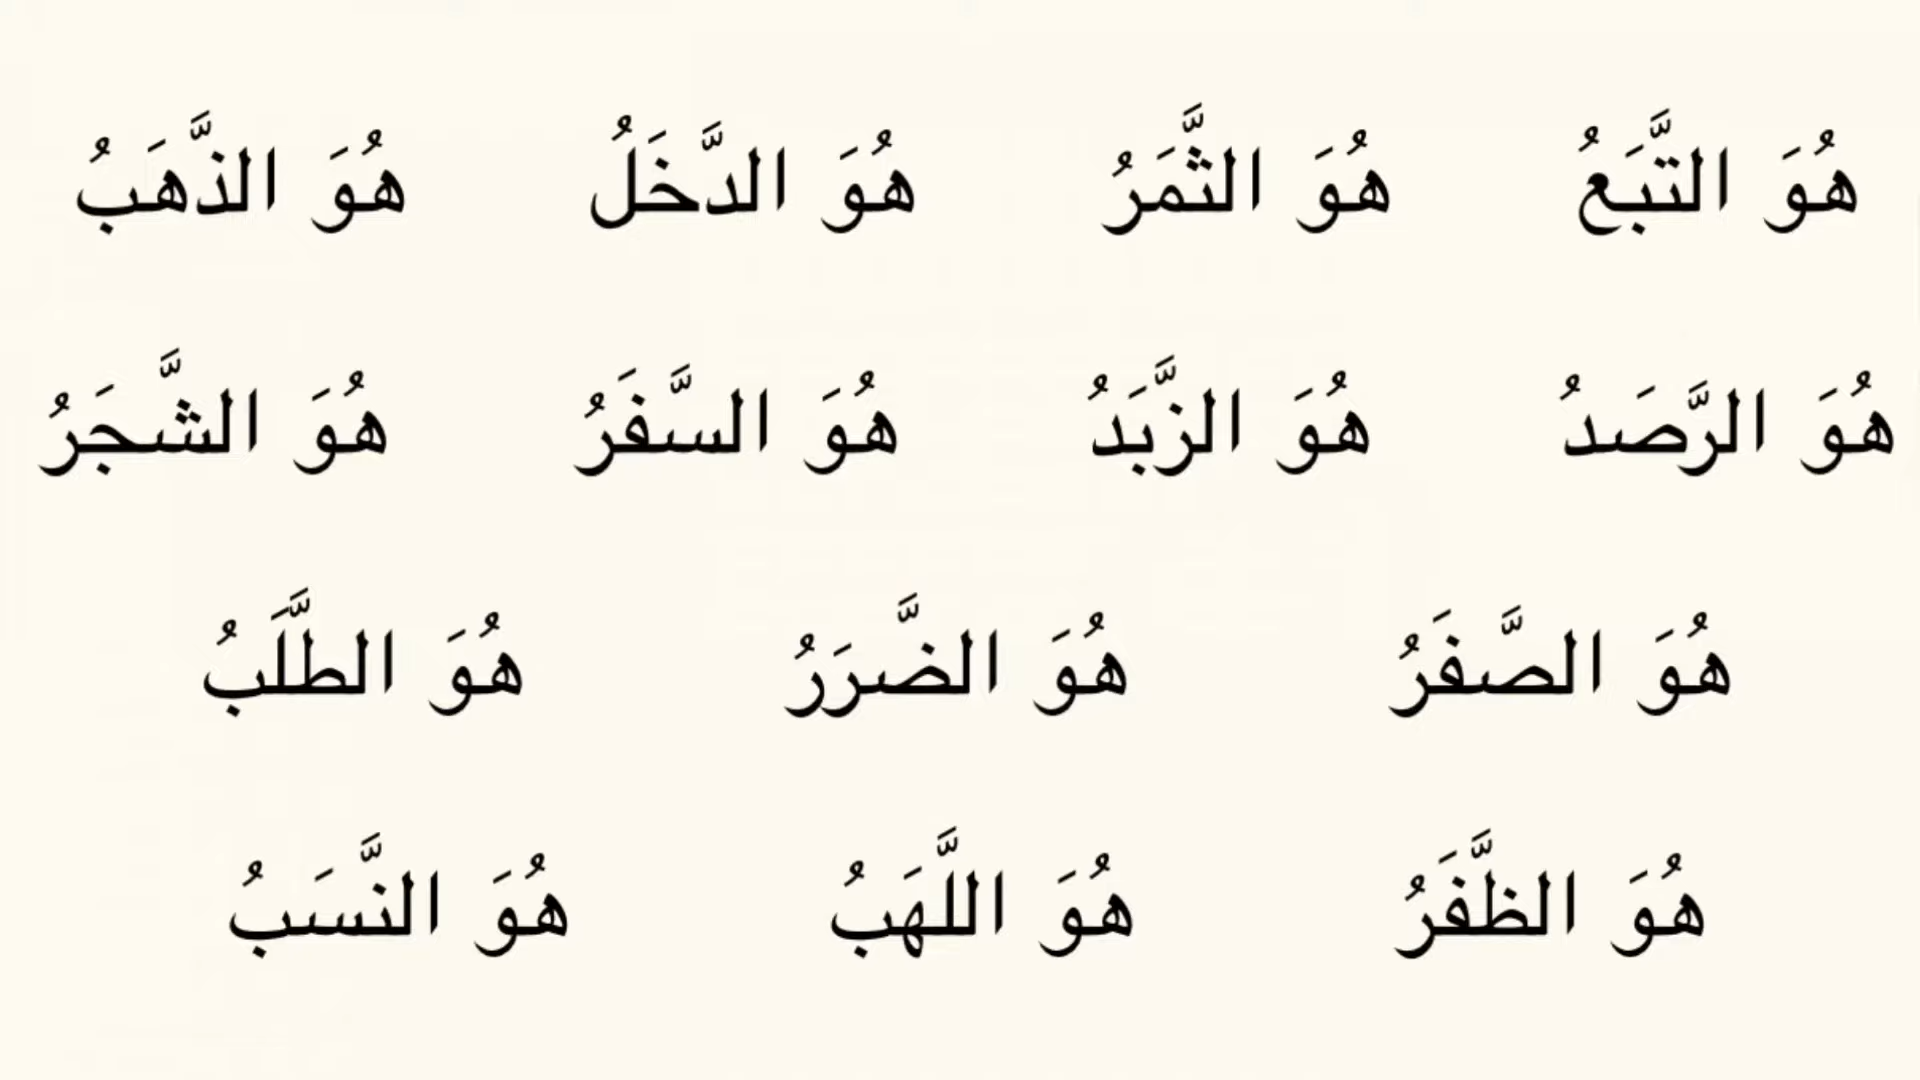 هُوَ التَّبَعُ هُوَ الثَّمَرُ هُوَ الدَّخَلُ هُوَ الذَّهَبُ
هُوَ الرَّصَدُ هُوَ الزَّبَدُ هُوَ السَّفَرُ هُوَ الشَّجَرُ
هُوَ الصَّفَرُ هُوَ الضَّرَرُ هُوَ الطَّلَبُ
هُوَ الظَّفَرُ هُوَ اللَّهَبُ هُوَ النَّسَبُ